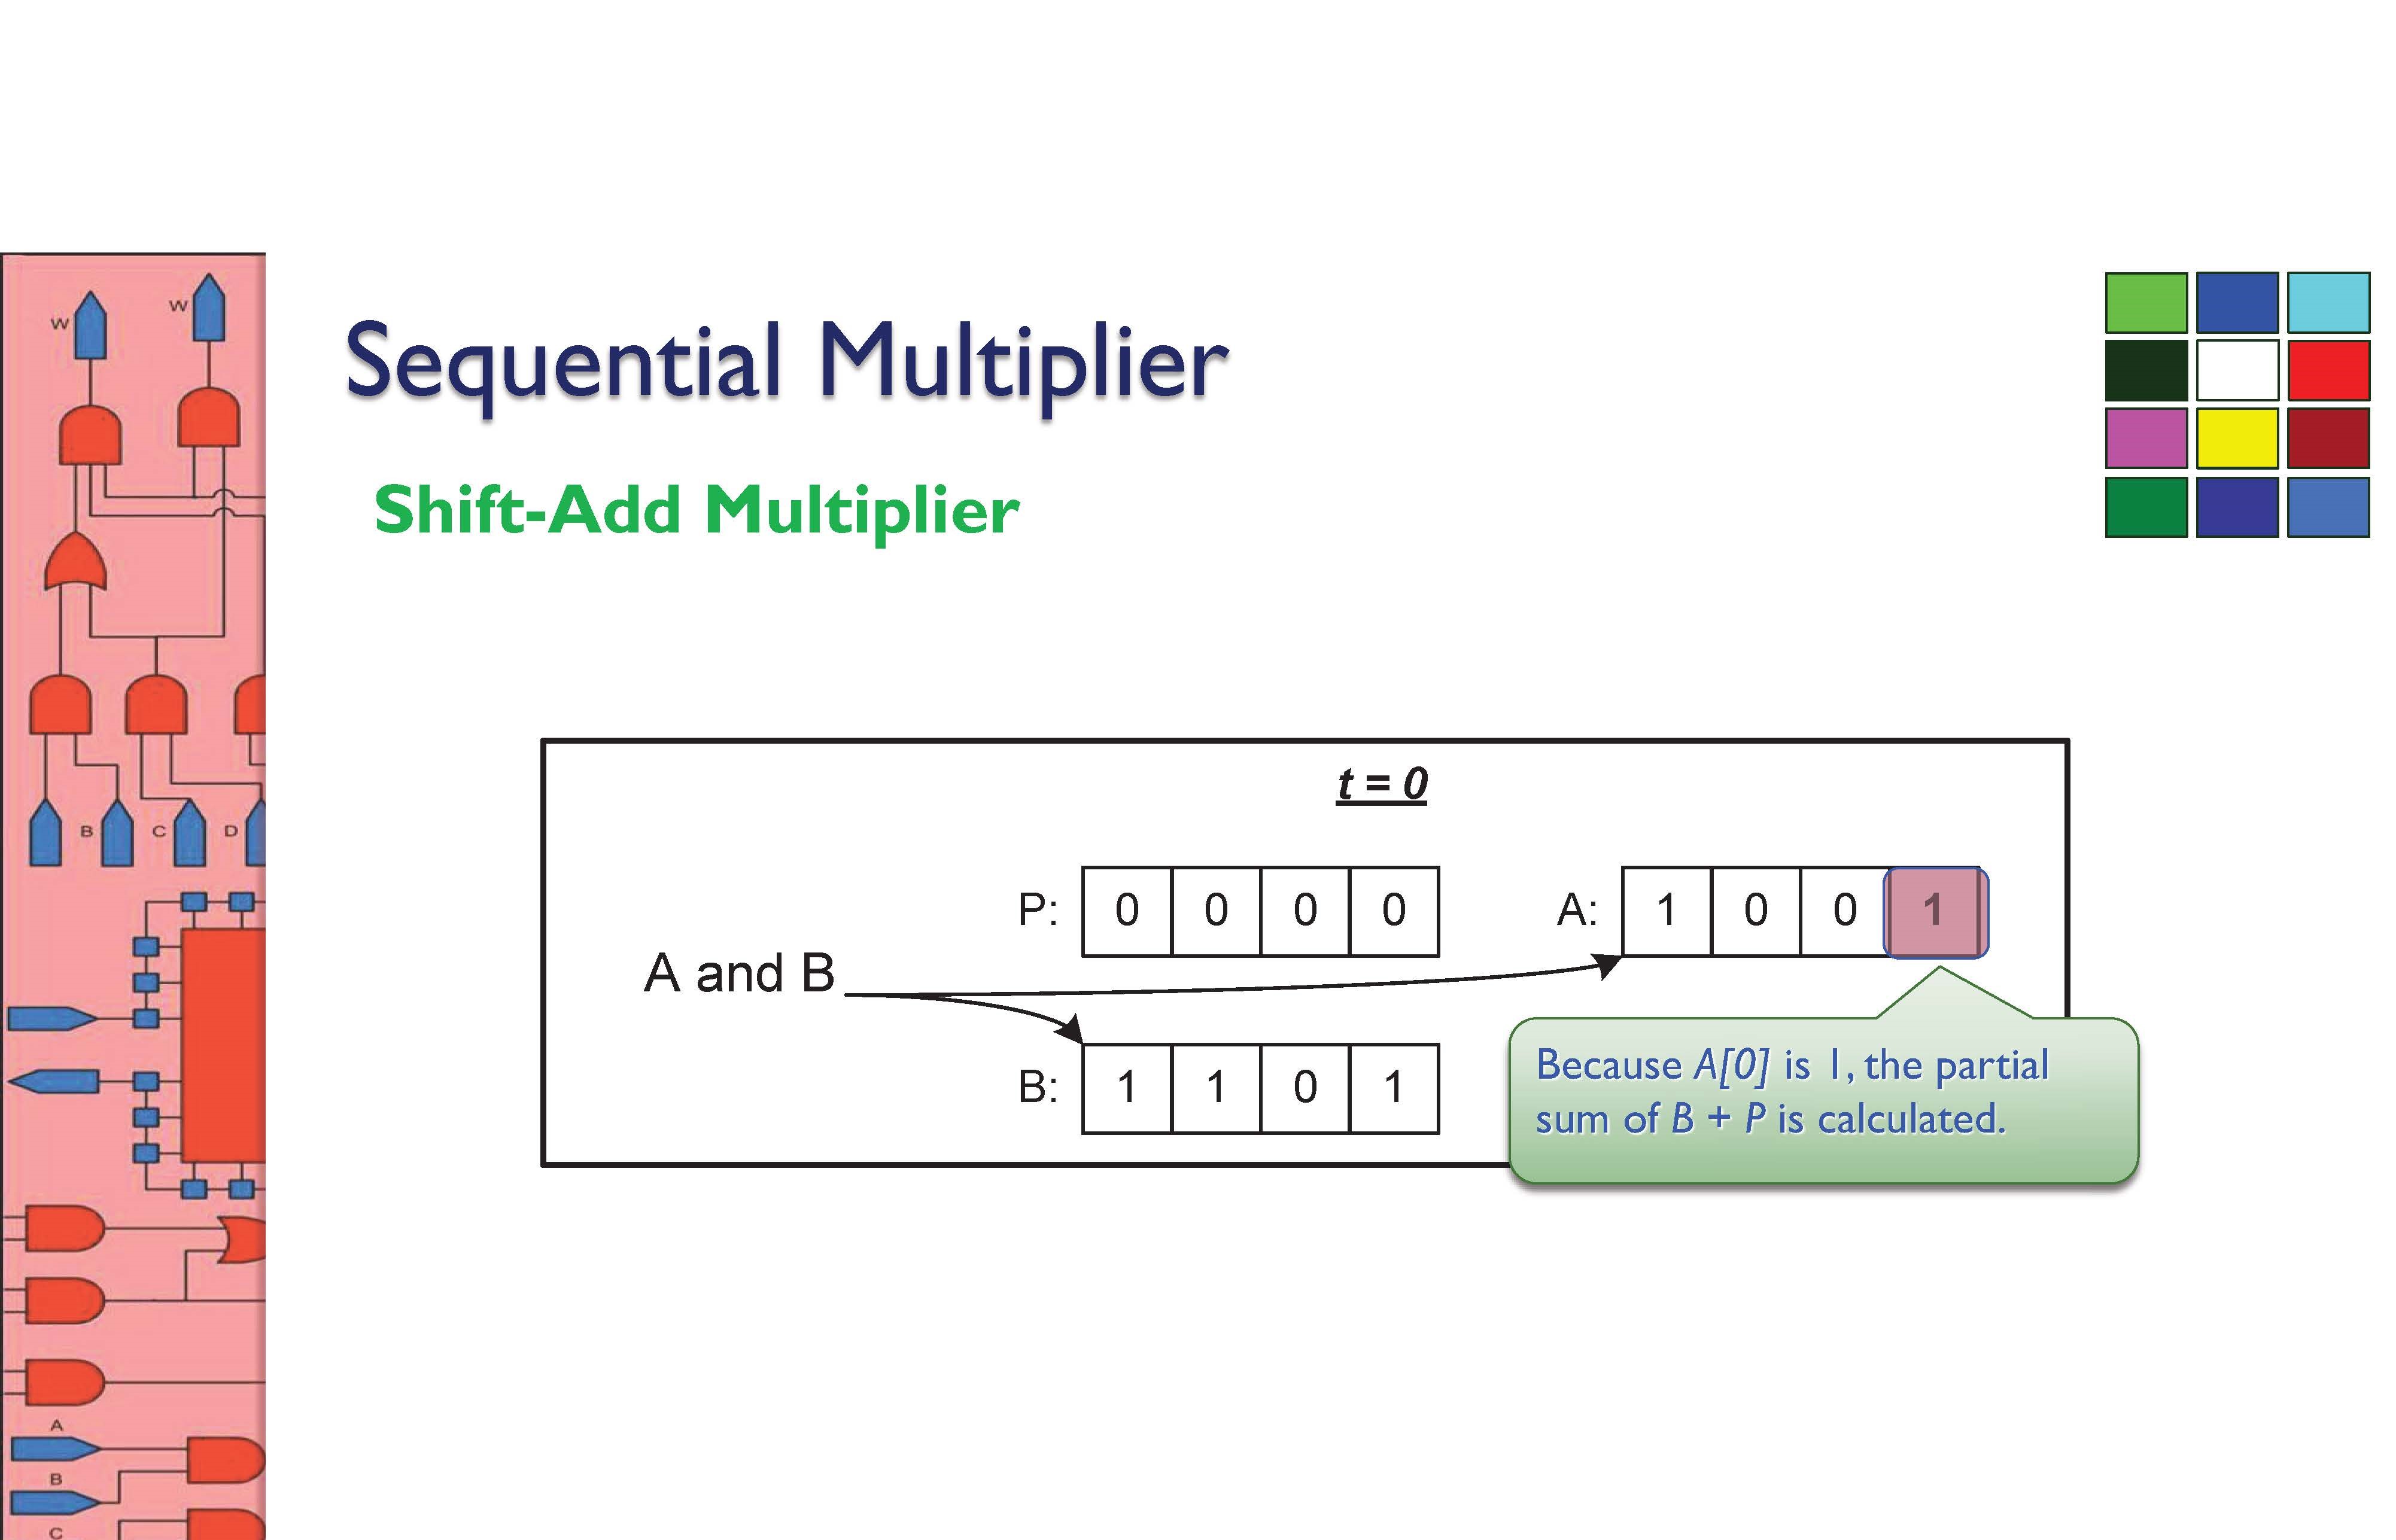 Sequential Multiplier
Shift-Add Multiplier
t = 0
P: 0 0 0 0
A: 1 0 0 1
A and B
B: 1 1 0 1
Because A[0] is 1, the partial
sum of B + P is calculated.
W
W
B C D
A
B
C